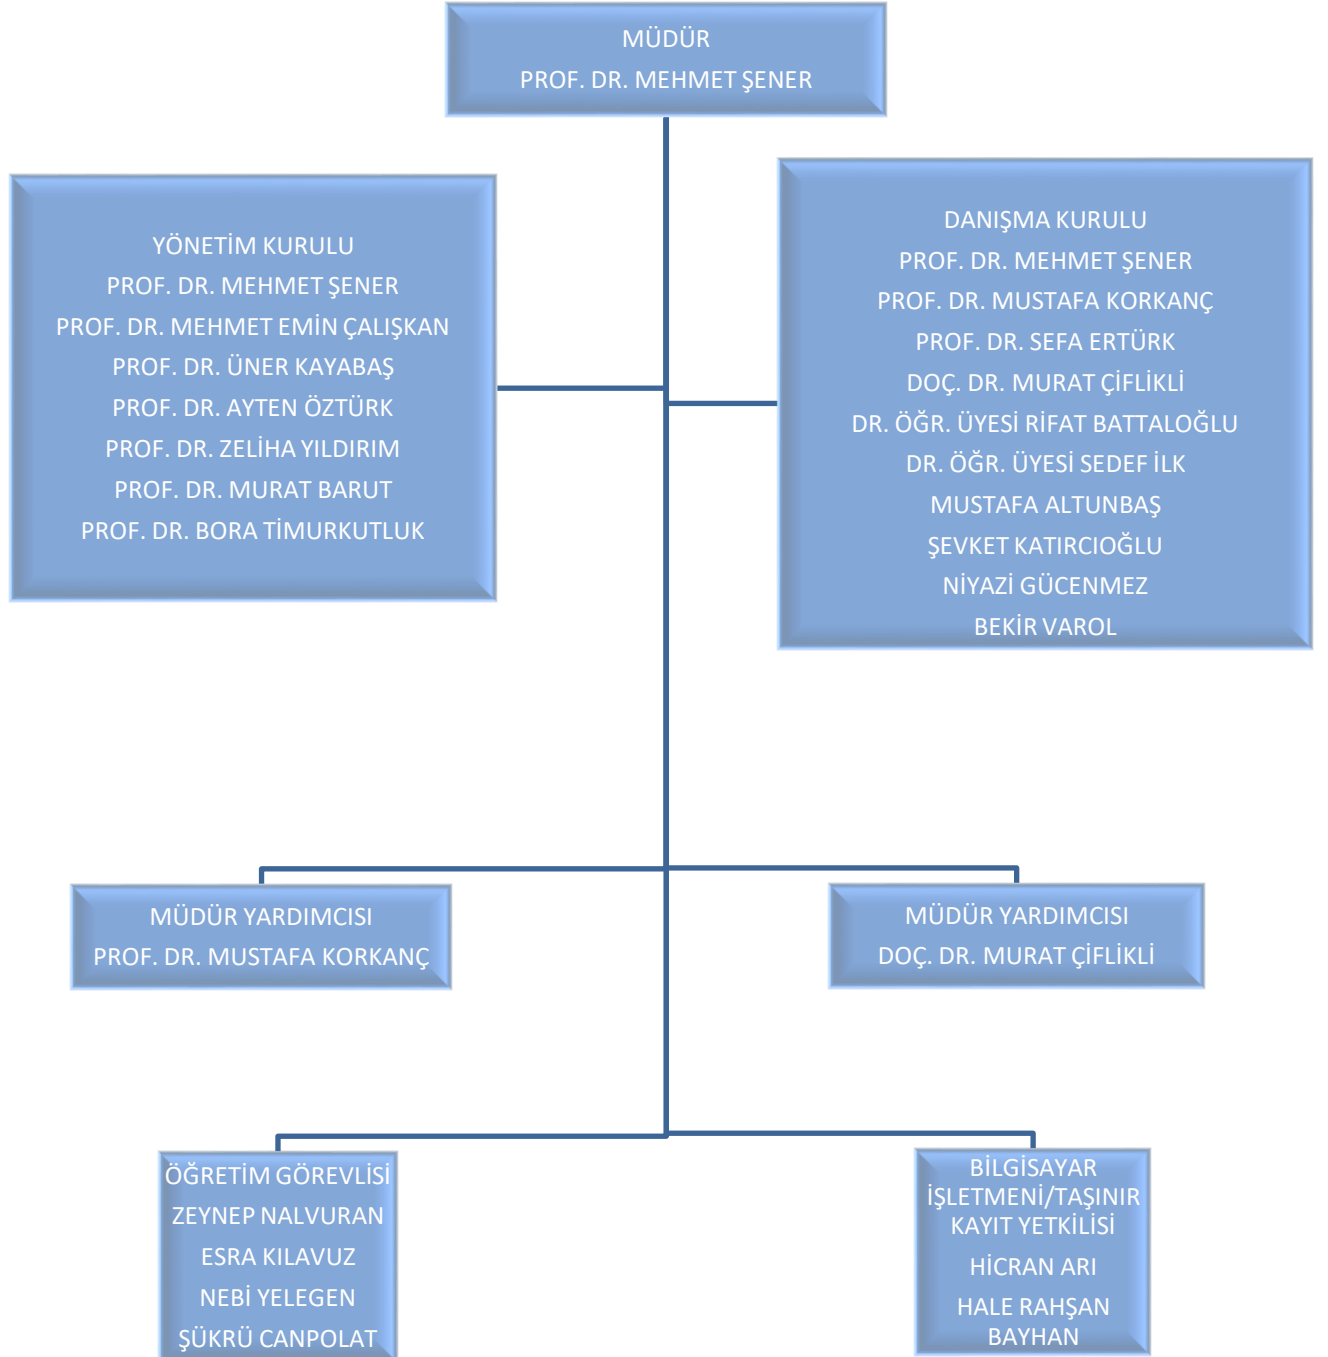 MÜDÜR
PROF. DR. MEHMET ŞENER
YÖNETİM KURULU
PROF. DR. MEHMET ŞENER
PROF. DR. MEHMET EMİN ÇALIŞKAN
PROF. DR. ÜNER KAYABAŞ
PROF. DR. AYTEN ÖZTÜRK
PROF. DR. ZELİHA YILDIRIM
PROF. DR. MURAT BARUT
PROF. DR. BORA TİMURKUTLUK
DANIŞMA KURULU
PROF. DR. MEHMET ŞENER
PROF. DR. MUSTAFA KORKANÇ
PROF. DR. SEFA ERTÜRK
DOÇ. DR. MURAT ÇİFLİKLİ
DR. ÖĞR. ÜYESİ RİFAT BATTALOĞLU
DR. ÖĞR. ÜYESİ SEDEF İLK
MUSTAFA ALTUNBAŞ
ŞEVKET KATIRCIOĞLU
NİYAZİ GÜCENMEZ
BEKİR VAROL
MÜDÜR YARDIMCISI
PROF. DR. MUSTAFA KORKANÇ
MÜDÜR YARDIMCISI
DOÇ. DR. MURAT ÇİFLİKLİ
ÖĞRETİM GÖREVLİSİ
ZEYNEP NALVURAN
ESRA KILAVUZ
NEBİ YELEGEN
ŞÜKRÜ CANPOLAT
BİLGİSAYAR
İŞLETMENİ/TAŞINIR
KAYIT YETKİLİSİ
HİCRAN ARI
HALE RAHŞAN
BAYHAN